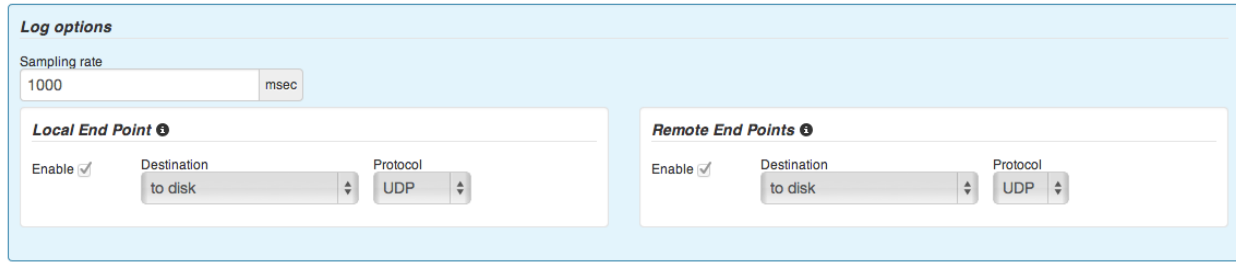 Log options
Sampling rate
1000 msec
Local End Point
Enable Destination Protocol
to disk UDP
Remote End Points
Enable Destination Protocol
to disk UDP